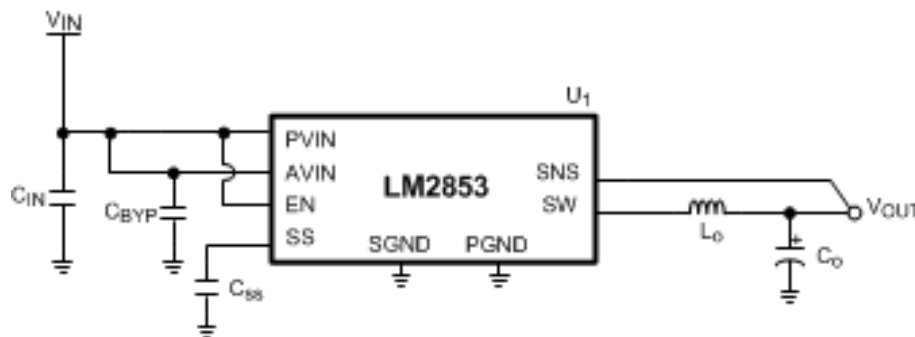 VIN
U1
PVIN
AVIN
EN
SS
LM2853
SNS
SW
SGND
PGND
CIN
CBYP
Css
Lo
Co
VOUT